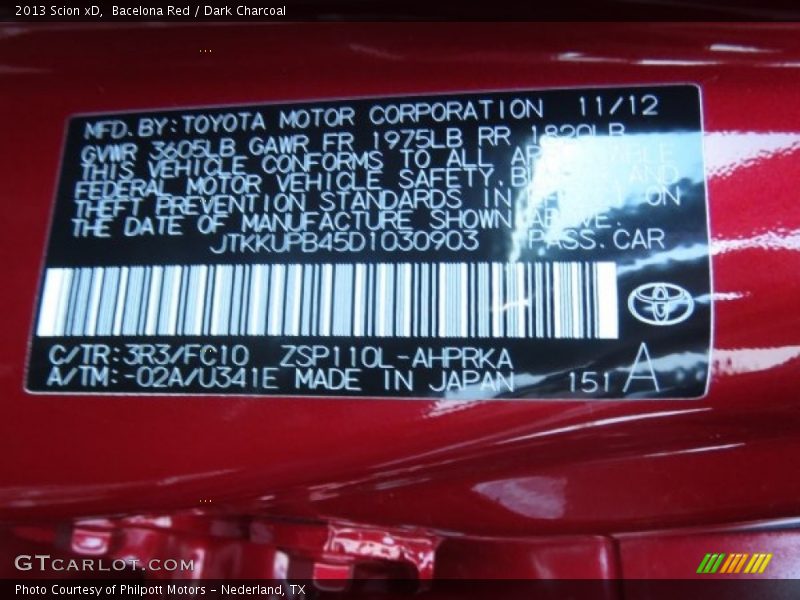 2013 Scion xD,  Bacelona Red / Dark Charcoal
MFD. BY: TOYOTA MOTOR CORPORATION 11/12
GVWR 3605LB GAWR FR 1975LB RR 1820LB
THIS VEHICLE CONFORMS TO ALL APPLICABLE
FEDERAL MOTOR VEHICLE SAFETY, AND
THEFT PREVENTION STANDARDS IN ON
THE DATE OF MANUFACTURE SHOWN ABOVE.
JTKKUPB45D1030903 PASS. CAR
C/TR: 3R3/FC10 ZSP110L-AHPRKA
A/TM: -02A/U341E MADE IN JAPAN 151 A
GTCARLOT.COM
Photo Courtesy of Philpott Motors - Nederland, TX